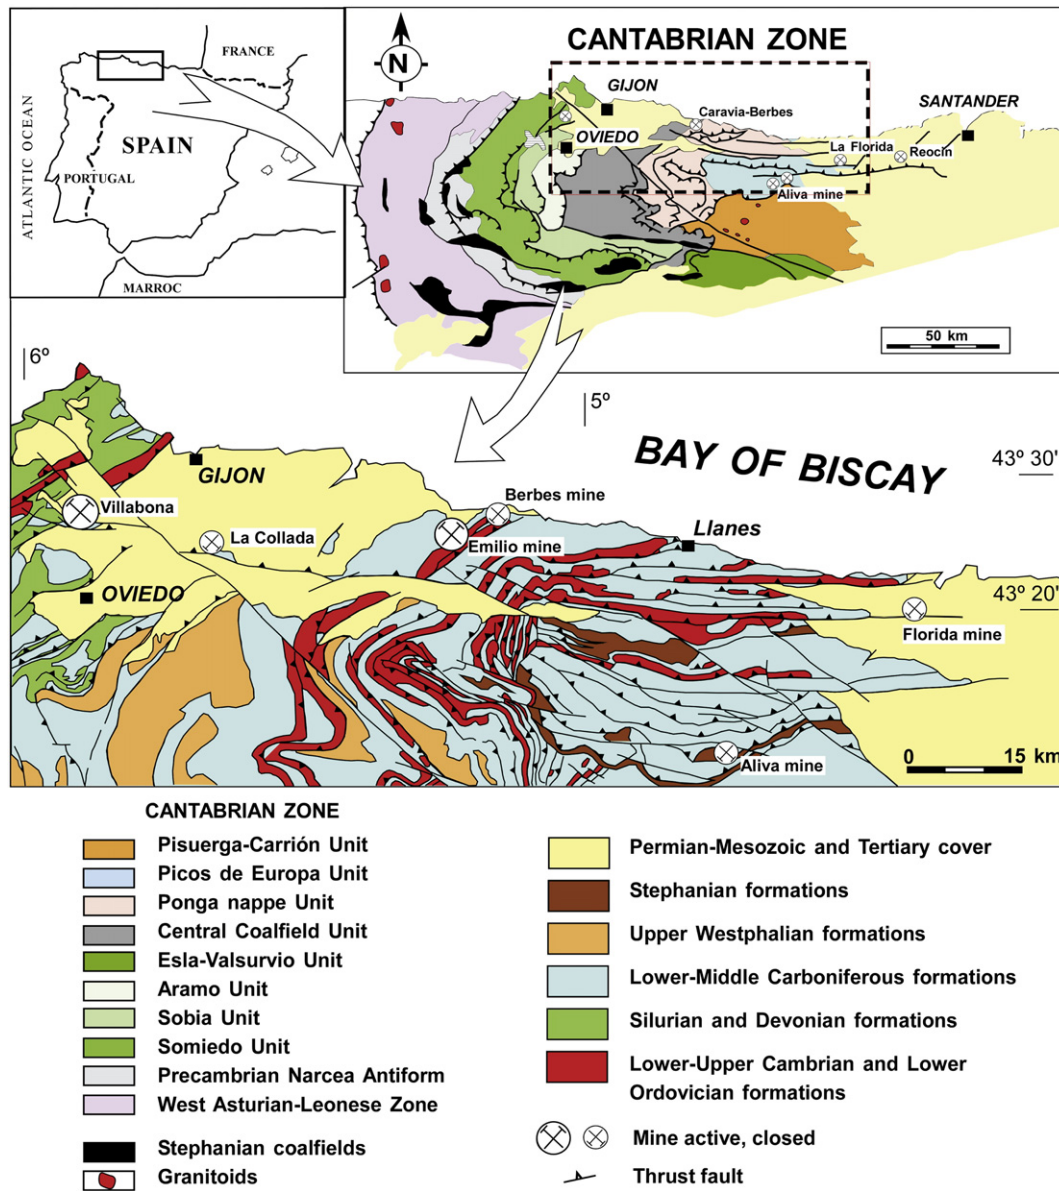 FRANCE
ATLANTIC OCEAN
SPAIN
PORTUGAL
MARROC
N
CANTABRIAN ZONE
GIJON
Caravia-Berbes
SANTANDER
OVIEDO
La Florida
Reocín
Aliva mine
50 km
6º
5º
BAY OF BISCAY
43º 30'
GIJON
Villabona
Berbes mine
La Collada
Emilio mine
Llanes
OVIEDO
43º 20'
Florida mine
Aliva mine
0 15 km
CANTABRIAN ZONE
Pisuerga-Carrión Unit
Picos de Europa Unit
Ponga nappe Unit
Central Coalfield Unit
Esla-Valsurvio Unit
Aramo Unit
Sobia Unit
Somiedo Unit
Precambrian Narcea Antiform
West Asturian-Leonese Zone
Stephanian coalfields
Granitoids
Permian-Mesozoic and Tertiary cover
Stephanian formations
Upper Westphalian formations
Lower-Middle Carboniferous formations
Silurian and Devonian formations
Lower-Upper Cambrian and Lower
Ordovician formations
Mine active, closed
Thrust fault